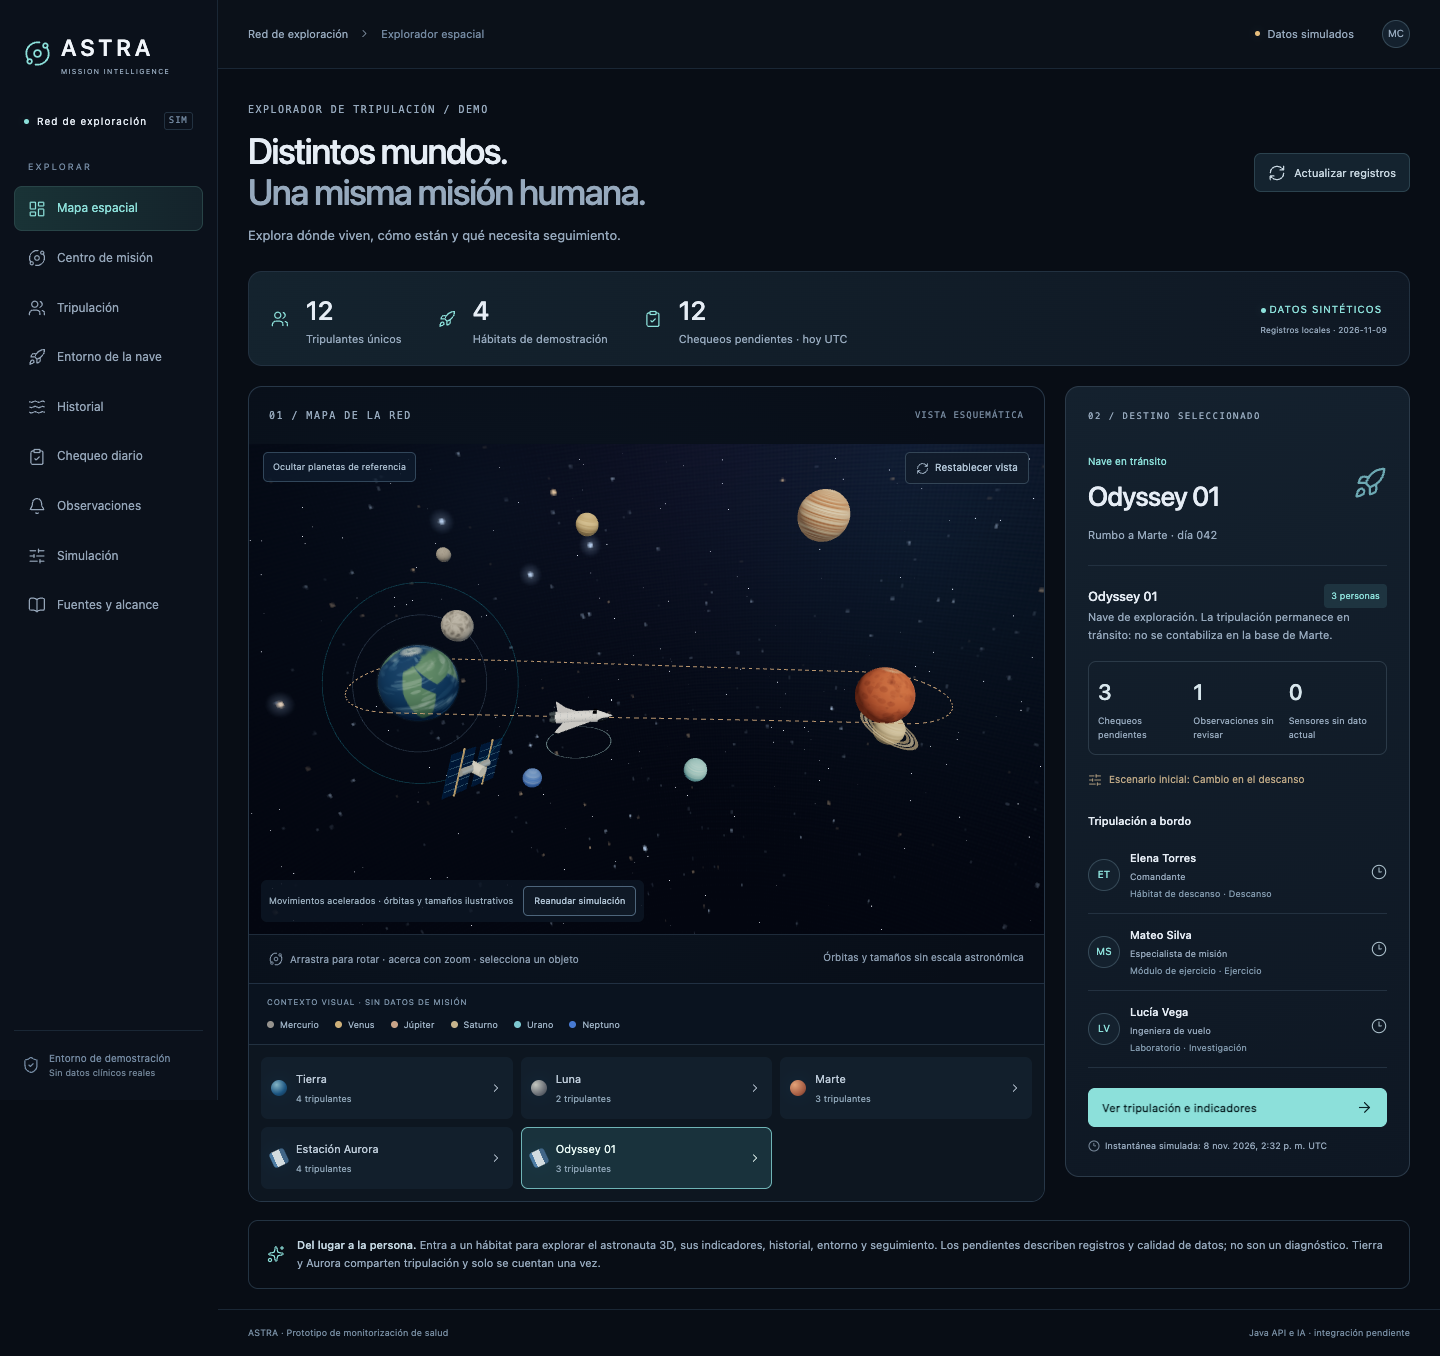 ASTRA
MISSION INTELLIGENCE
Red de exploración
SIM
EXPLORAR
Mapa espacial
Centro de misión
Tripulación
Entorno de la nave
Historial
Chequeo diario
Observaciones
Simulación
Fuentes y alcance
Entorno de demostración
Sin datos clínicos reales
Red de exploración
Explorador espacial
Datos simulados
MC
EXPLORADOR DE TRIPULACIÓN / DEMO
Distintos mundos.
Una misma misión humana.
Explora dónde viven, cómo están y qué necesita seguimiento.
Actualizar registros
12
Tripulantes únicos
4
Hábitats de demostración
12
Chequeos pendientes · hoy UTC
DATOS SINTÉTICOS
Registros locales · 2026-11-09
01 / MAPA DE LA RED
VISTA ESQUEMÁTICA
Ocultar planetas de referencia
Restablecer vista
Movimientos acelerados · órbitas y tamaños ilustrativos
Reanudar simulación
Arrastra para rotar · acerca con zoom · selecciona un objeto
Órbitas y tamaños sin escala astronómica
CONTEXTO VISUAL · SIN DATOS DE MISIÓN
Mercurio
Venus
Júpiter
Saturno
Urano
Neptuno
Tierra
4 tripulantes
Luna
2 tripulantes
Marte
3 tripulantes
Estación Aurora
4 tripulantes
Odyssey 01
3 tripulantes
02 / DESTINO SELECCIONADO
Nave en tránsito
Odyssey 01
Rumbo a Marte · día 042
Odyssey 01
3 personas
Nave de exploración. La tripulación permanece en
tránsito: no se contabiliza en la base de Marte.
3
Chequeos
pendientes
1
Observaciones sin
revisar
0
Sensores sin dato
actual
Escenario inicial: Cambio en el descanso
Tripulación a bordo
ET
Elena Torres
Comandante
Hábitat de descanso · Descanso
MS
Mateo Silva
Especialista de misión
Módulo de ejercicio · Ejercicio
LV
Lucía Vega
Ingeniera de vuelo
Laboratorio · Investigación
Ver tripulación e indicadores
Instantánea simulada: 8 nov. 2026, 2:32 p. m. UTC
Del lugar a la persona. Entra a un hábitat para explorar el astronauta 3D, sus indicadores, historial, entorno y seguimiento. Los pendientes describen registros y calidad de datos; no son un diagnóstico. Tierra
y Aurora comparten tripulación y solo se cuentan una vez.
ASTRA · Prototipo de monitorización de salud
Java API e IA · integración pendiente